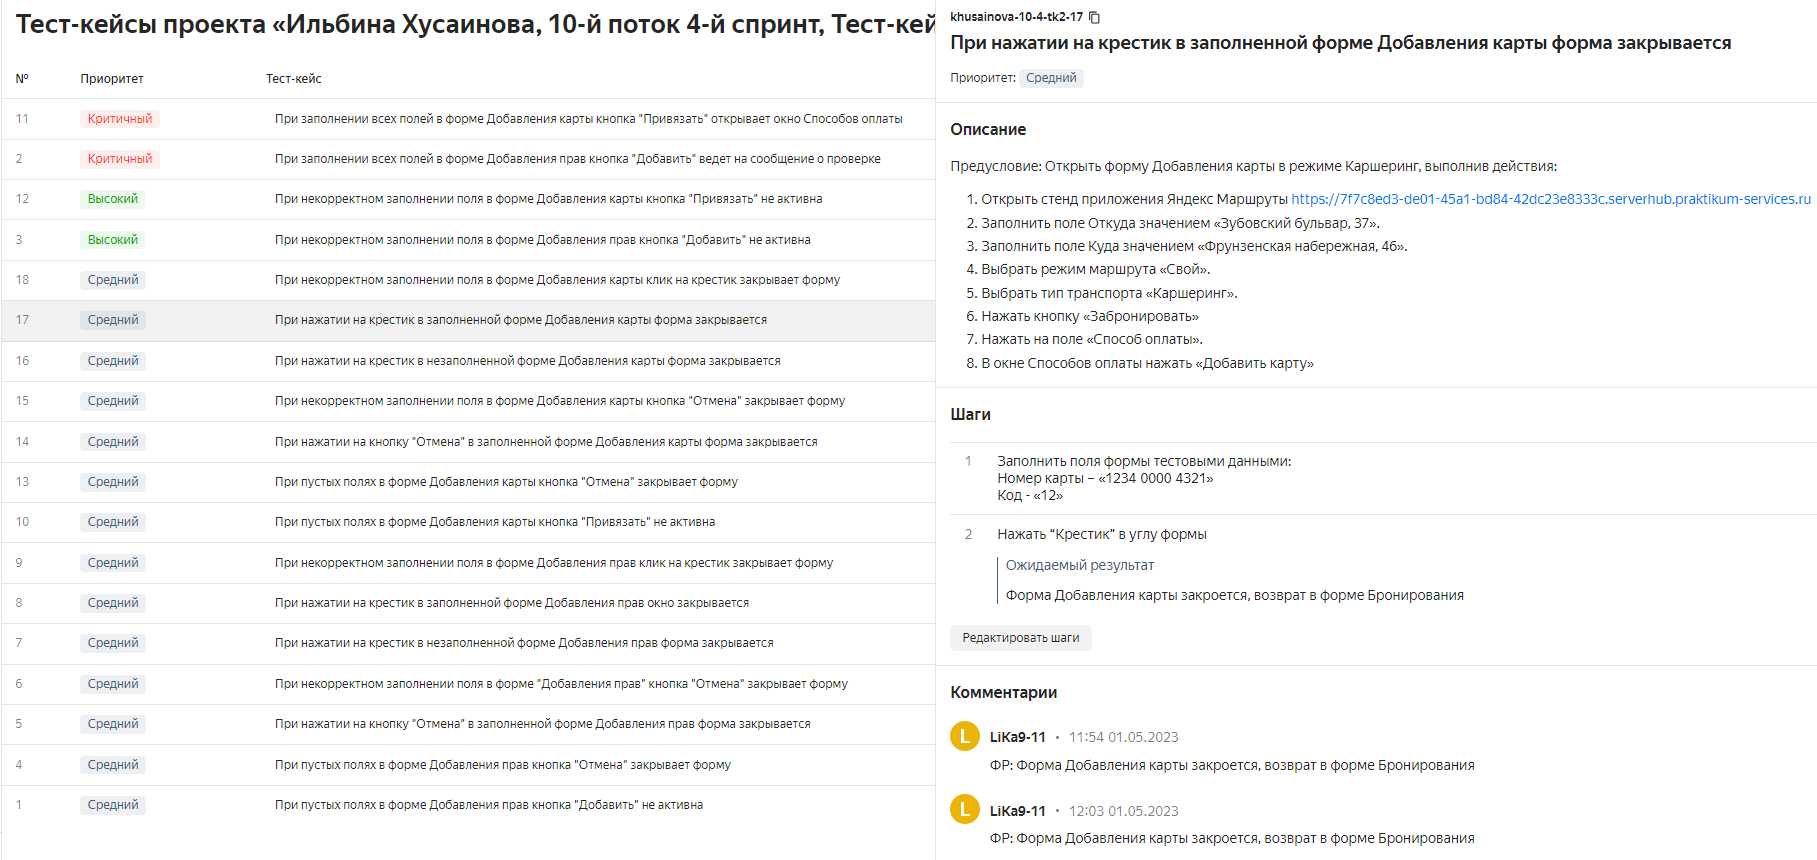 Тест-кейсы проекта «Ильбина Хусаинова, 10-й поток 4-й спринт, Тест-кей
№ Приоритет Тест-кейс
11 Критичный При заполнении всех полей в форме Добавления карты кнопка "Привязать" открывает окно Способов оплаты
2 Критичный При заполнении всех полей в форме Добавления прав кнопка "Добавить" ведет на сообщение о проверке
12 Высокий При некорректном заполнении поля в форме Добавления карты кнопка "Привязать" не активна
3 Высокий При некорректном заполнении поля в форме Добавления прав кнопка "Добавить" не активна
18 Средний При некорректном заполнении поля в форме Добавления карты клик на крестик закрывает форму
17 Средний При нажатии на крестик в заполненной форме Добавления карты форма закрывается
16 Средний При нажатии на крестик в незаполненной форме Добавления карты форма закрывается
15 Средний При некорректном заполнении поля в форме Добавления карты кнопка "Отмена" закрывает форму
14 Средний При нажатии на кнопку "Отмена" в заполненной форме Добавления карты форма закрывается
13 Средний При пустых полях в форме Добавления карты кнопка "Отмена" закрывает форму
10 Средний При пустых полях в форме Добавления карты кнопка "Привязать" не активна
9 Средний При некорректном заполнении поля в форме Добавления прав клик на крестик закрывает форму
8 Средний При нажатии на крестик в заполненной форме Добавления прав окно закрывается
7 Средний При нажатии на крестик в незаполненной форме Добавления прав форма закрывается
6 Средний При некорректном заполнении поля в форме "Добавления прав" кнопка "Отмена" закрывает форму
5 Средний При нажатии на кнопку "Отмена" в заполненной форме Добавления прав форма закрывается
4 Средний При пустых полях в форме Добавления прав кнопка "Отмена" закрывает форму
1 Средний При пустых полях в форме Добавления прав кнопка "Добавить" не активна
khusainova-10-4-tk2-17
При нажатии на крестик в заполненной форме Добавления карты форма закрывается
Приоритет: Средний
Описание
Предусловие: Открыть форму Добавления карты в режиме Каршеринг, выполнив действия:
1. Открыть стенд приложения Яндекс Маршруты https://7f7c8ed3-de01-45a1-bd84-42dc23e8333c.serverhub.praktikum-services.ru
2. Заполнить поле Откуда значением «Зубовский бульвар, 37».
3. Заполнить поле Куда значением «Фрунзенская набережная, 46».
4. Выбрать режим маршрута «Свой».
5. Выбрать тип транспорта «Каршеринг».
6. Нажать кнопку «Забронировать»
7. Нажать на поле «Способ оплаты».
8. В окне Способов оплаты нажать «Добавить карту»
Шаги
1 Заполнить поля формы тестовыми данными:
Номер карты – «1234 0000 4321»
Код - «12»
2 Нажать “Крестик” в углу формы
Ожидаемый результат
Форма Добавления карты закроется, возврат в форме Бронирования
Редактировать шаги
Комментарии
L LiKa9-11 • 11:54 01.05.2023
ФР: Форма Добавления карты закроется, возврат в форме Бронирования
L LiKa9-11 • 12:03 01.05.2023
ФР: Форма Добавления карты закроется, возврат в форме Бронирования